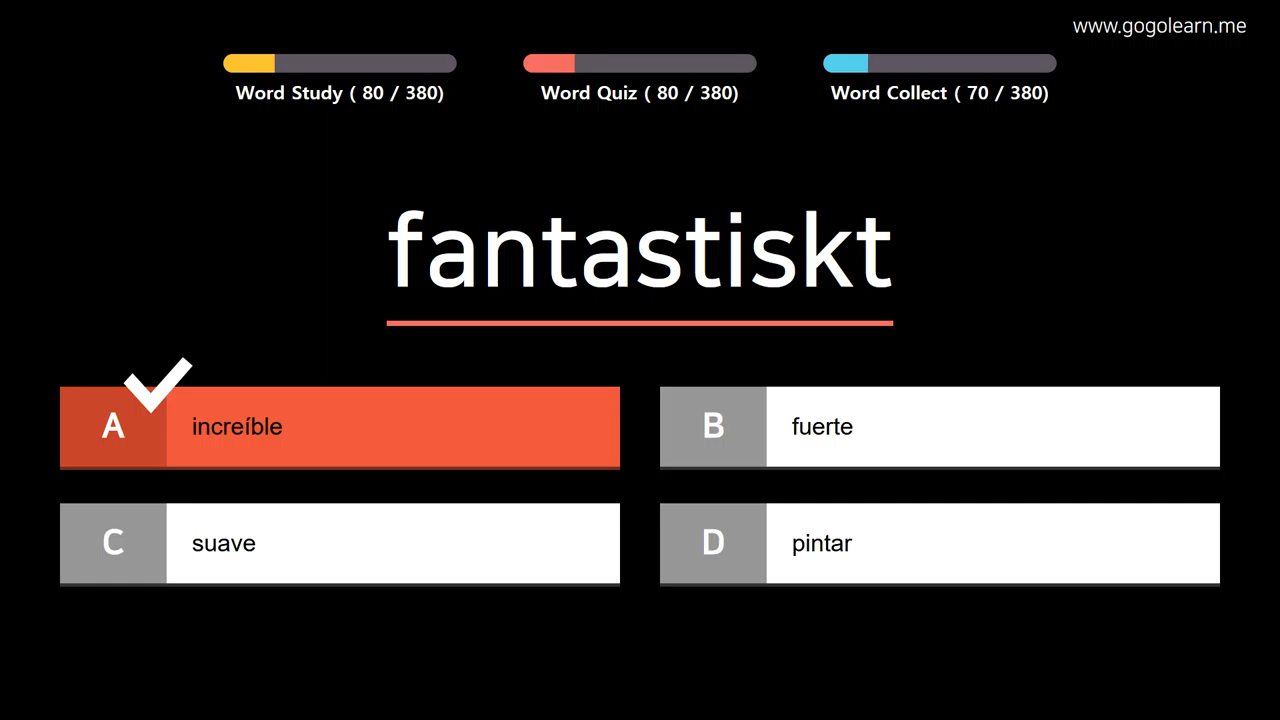 www.gogolearn.me
Word Study ( 80 / 380)
Word Quiz ( 80 / 380)
Word Collect ( 70 / 380)
fantastiskt
A increíble
B fuerte
C suave
D pintar